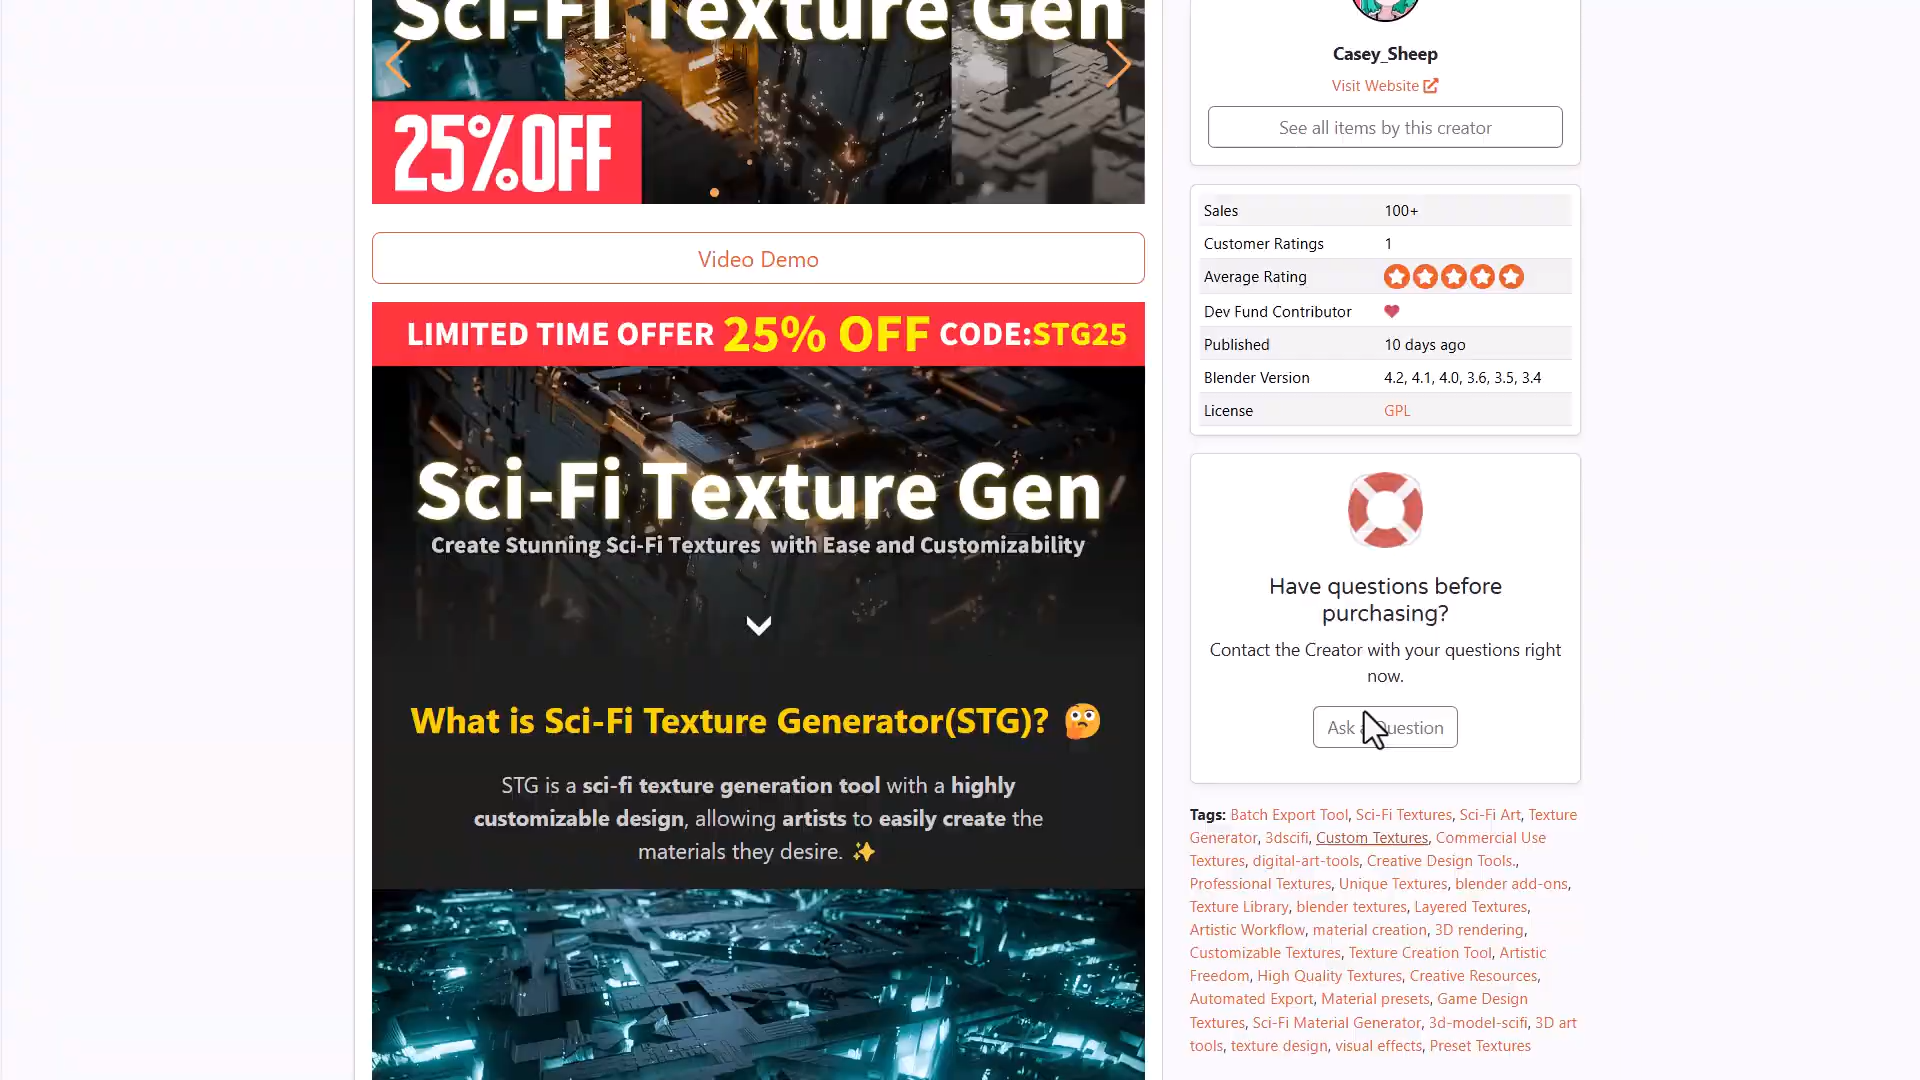 Sci-Fi Texture Gen
25%OFF
Video Demo
LIMITED TIME OFFER 25% OFF CODE:STG25
Sci-Fi Texture Gen
Create Stunning Sci-Fi Textures with Ease and Customizability
What is Sci-Fi Texture Generator(STG)? 🤔
STG is a sci-fi texture generation tool with a highly
customizable design, allowing artists to easily create the
materials they desire. ✨
Casey_Sheep
Visit Website
See all items by this creator
Sales 100+
Customer Ratings 1
Average Rating
Dev Fund Contributor
Published 10 days ago
Blender Version 4.2, 4.1, 4.0, 3.6, 3.5, 3.4
License GPL
Have questions before
purchasing?
Contact the Creator with your questions right
now.
Ask a Question
Tags: Batch Export Tool, Sci-Fi Textures, Sci-Fi Art, Texture
Generator, 3dscifi, Custom Textures, Commercial Use
Textures, digital-art-tools, Creative Design Tools.,
Professional Textures, Unique Textures, blender add-ons,
Texture Library, blender textures, Layered Textures,
Artistic Workflow, material creation, 3D rendering,
Customizable Textures, Texture Creation Tool, Artistic
Freedom, High Quality Textures, Creative Resources,
Automated Export, Material presets, Game Design
Textures, Sci-Fi Material Generator, 3d-model-scifi, 3D art
tools, texture design, visual effects, Preset Textures